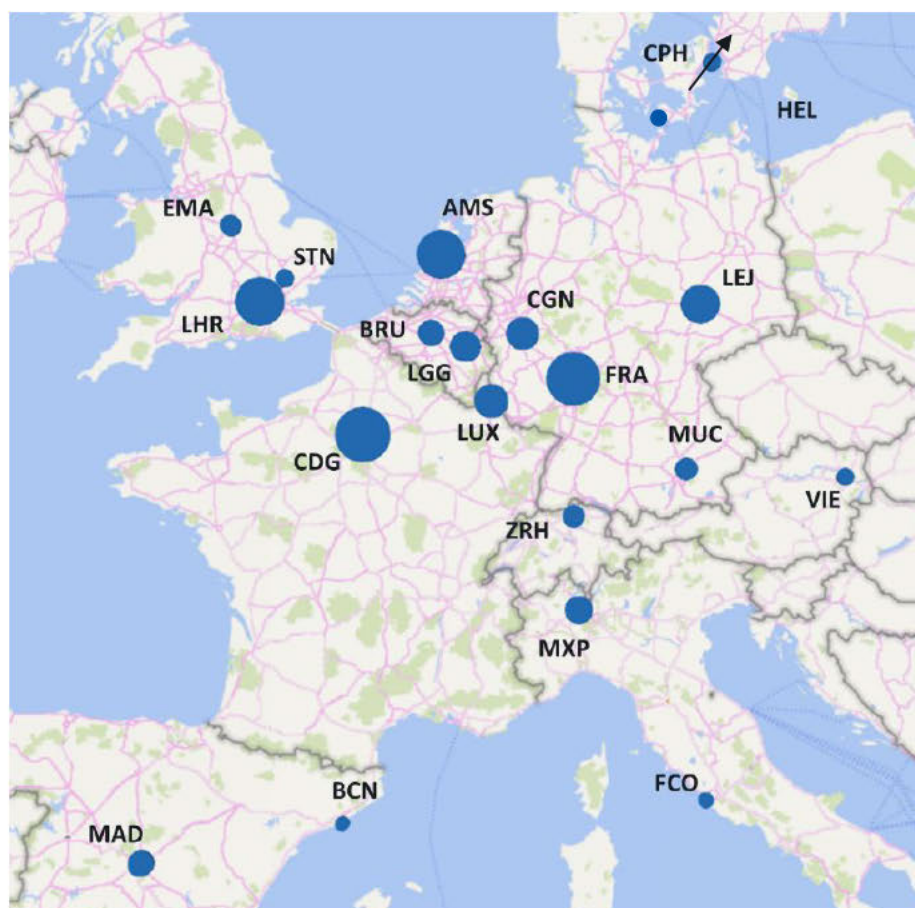 CPH
HEL
EMA
AMS
STN
LEJ
CGN
LHR
BRU
LGG
FRA
LUX
MUC
CDG
VIE
ZRH
MXP
BCN
FCO
MAD